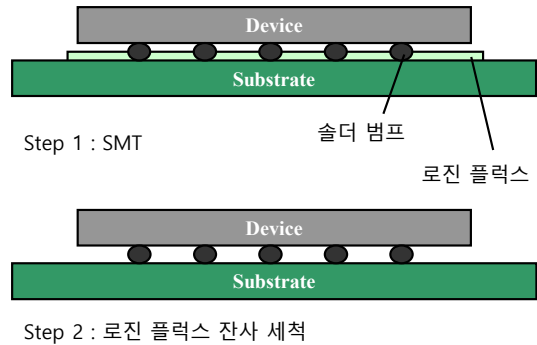 Device
Substrate
솔더 범프
Step 1 : SMT
로진 플럭스
Device
Substrate
Step 2 : 로진 플럭스 잔사 세척